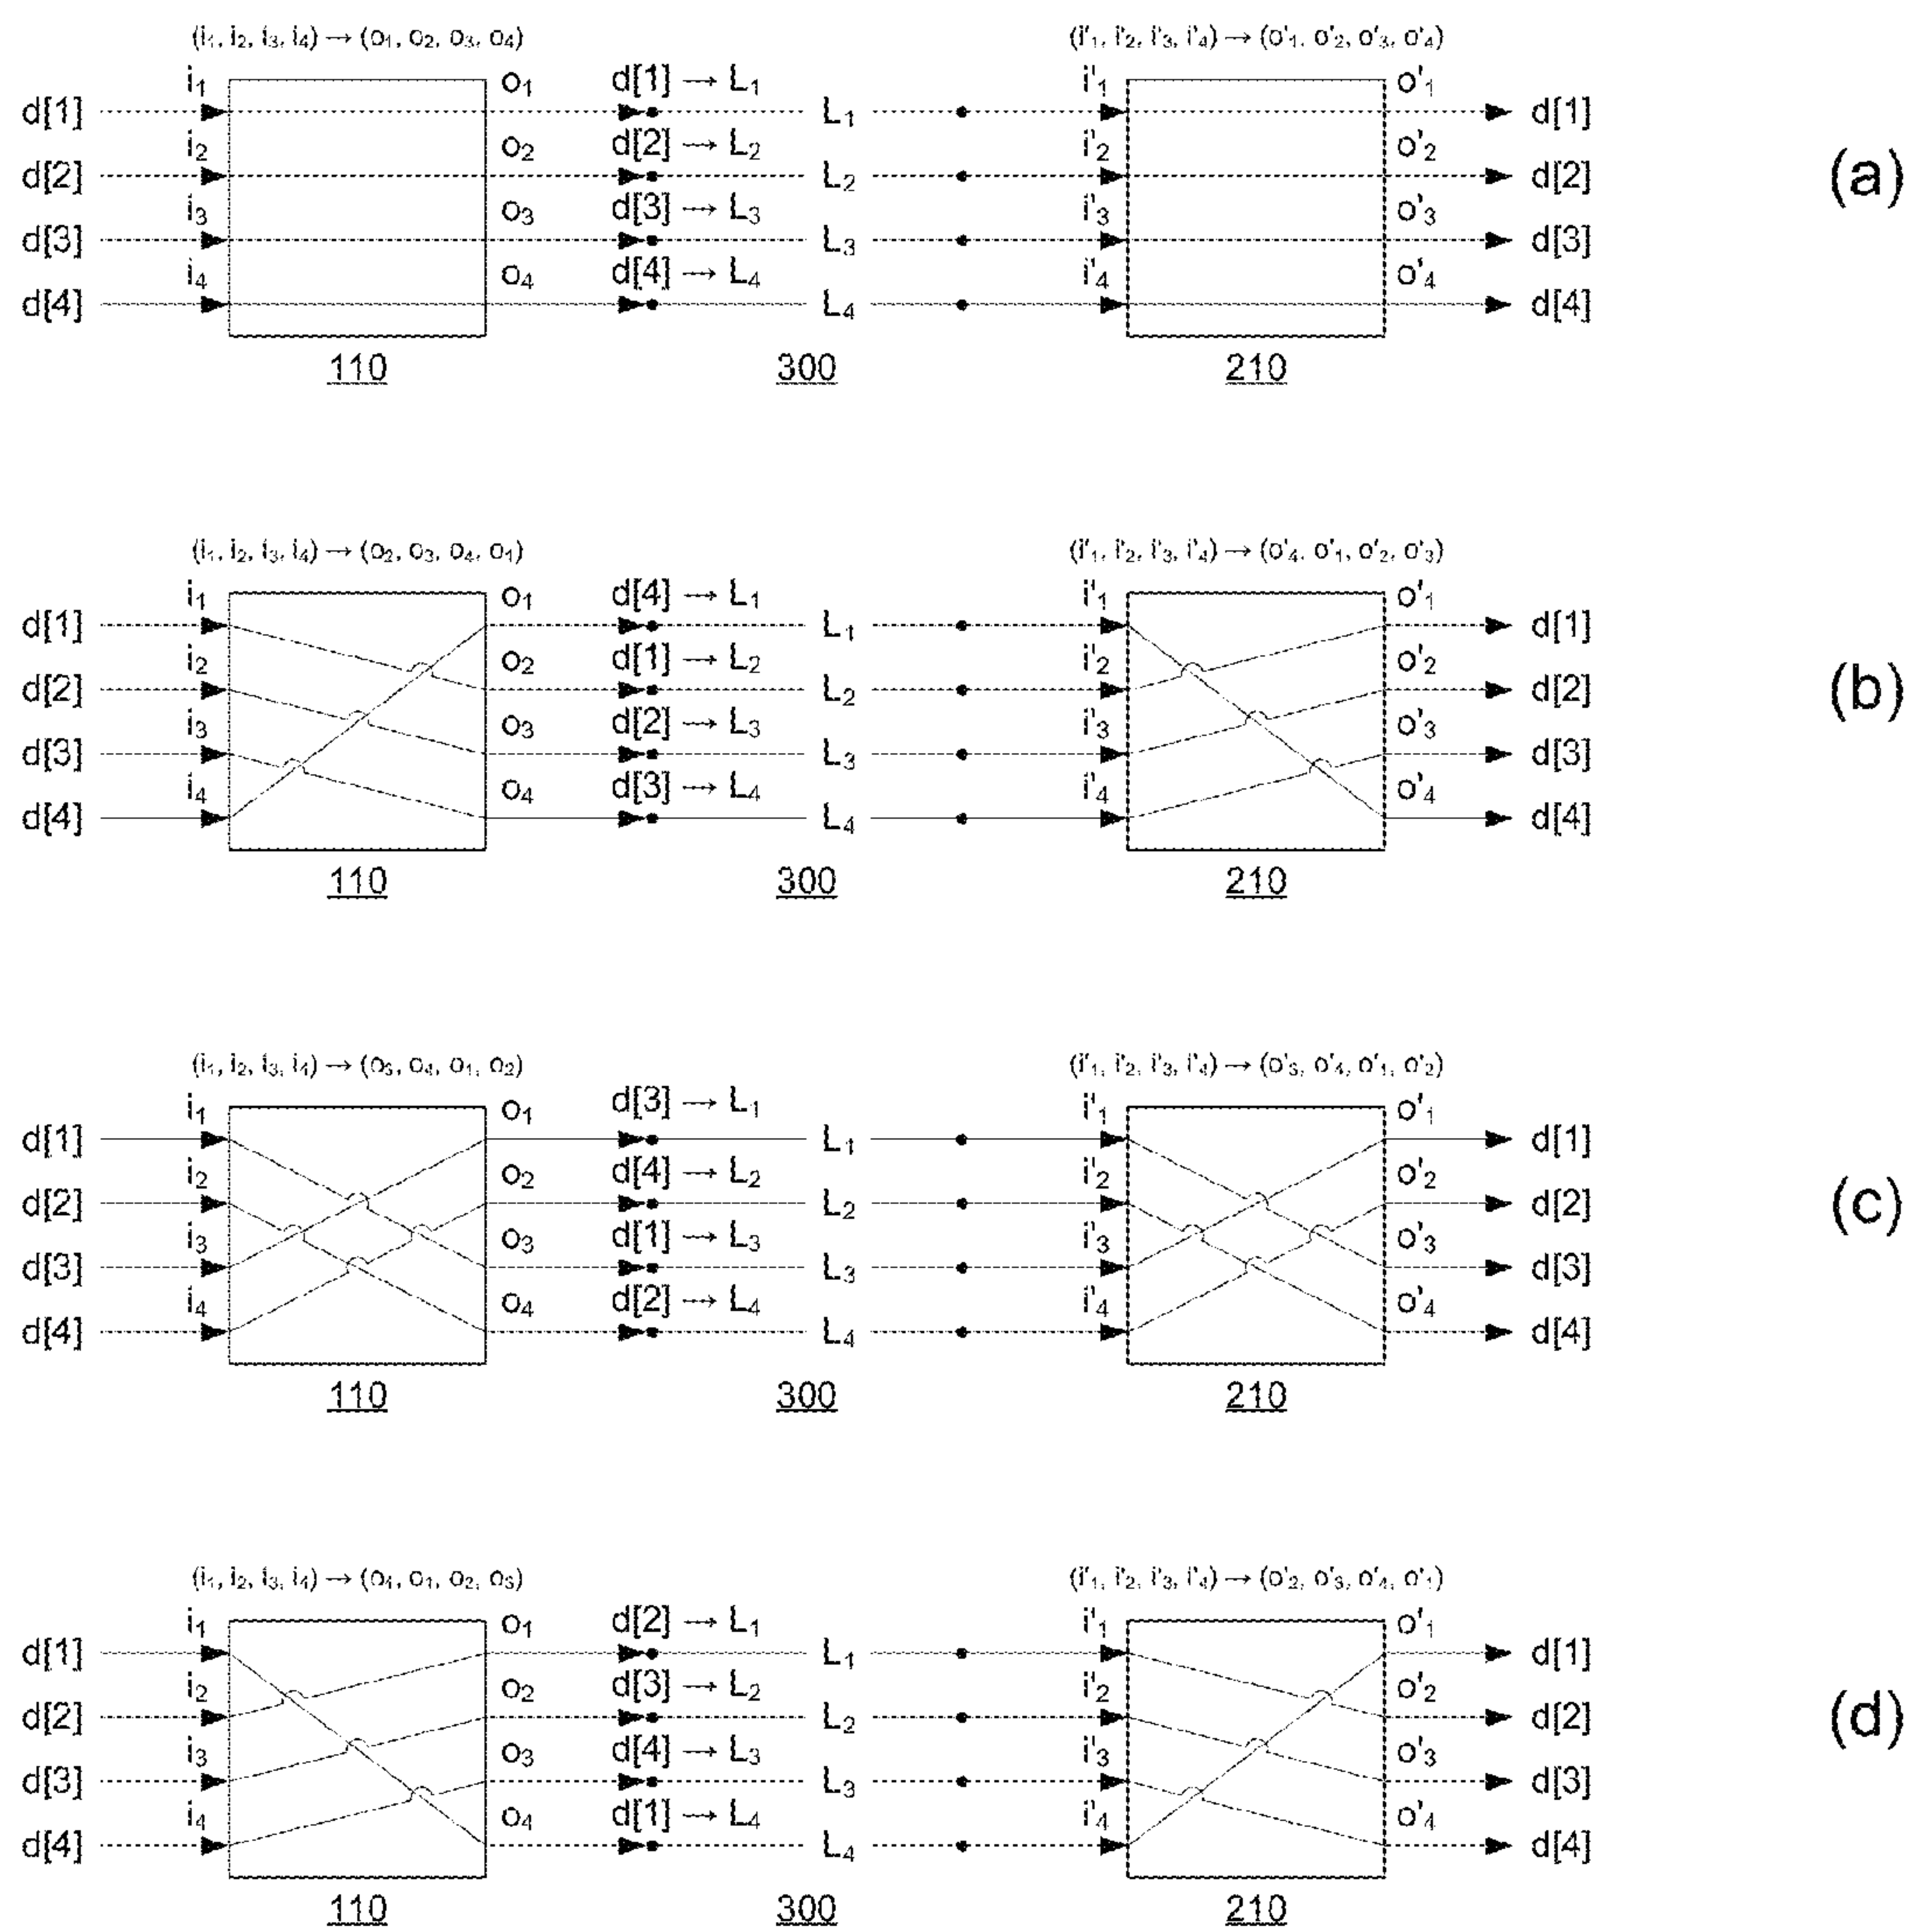 (i₁, i₂, i₃, i₄) → (o₁, o₂, o₃, o₄) (i'₁, i'₂, i'₃, i'₄) → (o'₁, o'₂, o'₃, o'₄)
i₁ o₁ d[1] → L₁ i'₁ o'₁
d[1] L₁ d[1]
i₂ o₂ d[2] → L₂ i'₂ o'₂
d[2] L₂ d[2]
(a)
i₃ o₃ d[3] → L₃ i'₃ o'₃
d[3] L₃ d[3]
i₄ o₄ d[4] → L₄ i'₄ o'₄
d[4] L₄ d[4]
110 300 210
(i₁, i₂, i₃, i₄) → (o₂, o₃, o₄, o₁) (i'₁, i'₂, i'₃, i'₄) → (o'₄, o'₁, o'₂, o'₃)
i₁ o₁ d[4] → L₁ i'₁ o'₁
d[1] L₁ d[1]
i₂ o₂ d[1] → L₂ i'₂ o'₂
d[2] L₂ d[2]
(b)
i₃ o₃ d[2] → L₃ i'₃ o'₃
d[3] L₃ d[3]
i₄ o₄ d[3] → L₄ i'₄ o'₄
d[4] L₄ d[4]
110 300 210
(i₁, i₂, i₃, i₄) → (o₃, o₄, o₁, o₂) (i'₁, i'₂, i'₃, i'₄) → (o'₃, o'₄, o'₁, o'₂)
i₁ o₁ d[3] → L₁ i'₁ o'₁
d[1] L₁ d[1]
i₂ o₂ d[4] → L₂ i'₂ o'₂
d[2] L₂ d[2]
(c)
i₃ o₃ d[1] → L₃ i'₃ o'₃
d[3] L₃ d[3]
i₄ o₄ d[2] → L₄ i'₄ o'₄
d[4] L₄ d[4]
110 300 210
(i₁, i₂, i₃, i₄) → (o₄, o₁, o₂, o₃) (i'₁, i'₂, i'₃, i'₄) → (o'₂, o'₃, o'₄, o'₁)
i₁ o₁ d[2] → L₁ i'₁ o'₁
d[1] L₁ d[1]
i₂ o₂ d[3] → L₂ i'₂ o'₂
d[2] L₂ d[2]
(d)
i₃ o₃ d[4] → L₃ i'₃ o'₃
d[3] L₃ d[3]
i₄ o₄ d[1] → L₄ i'₄ o'₄
d[4] L₄ d[4]
110 300 210